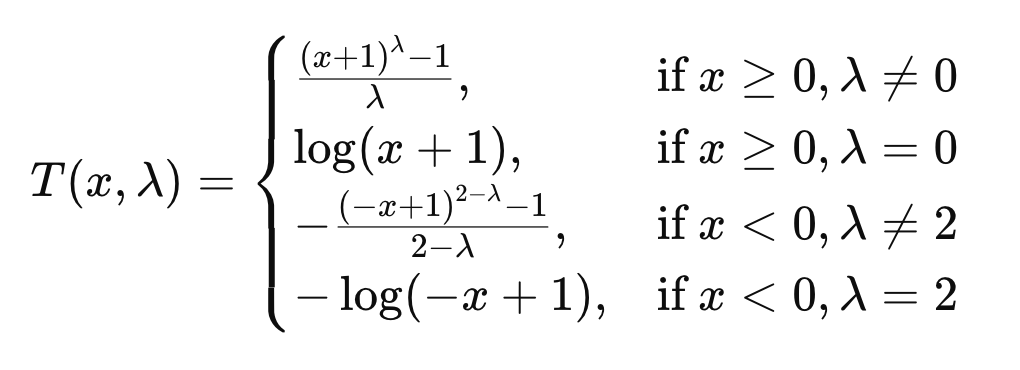 T(x, λ) = { ((x+1)^λ − 1)/λ, if x ≥ 0, λ ≠ 0
log(x + 1), if x ≥ 0, λ = 0
−((−x+1)^(2−λ) − 1)/(2−λ), if x < 0, λ ≠ 2
− log(−x + 1), if x < 0, λ = 2